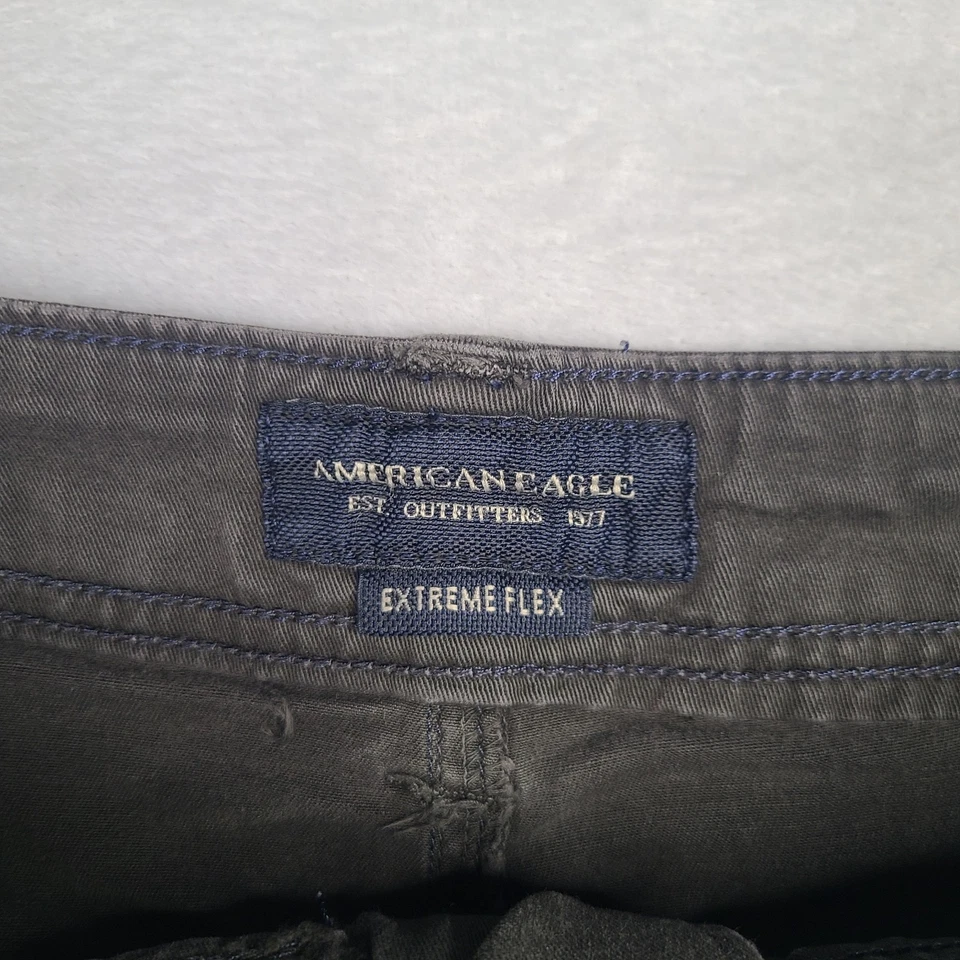 AMERICAN EAGLE
EST. OUTFITTERS 1977
EXTREME FLEX